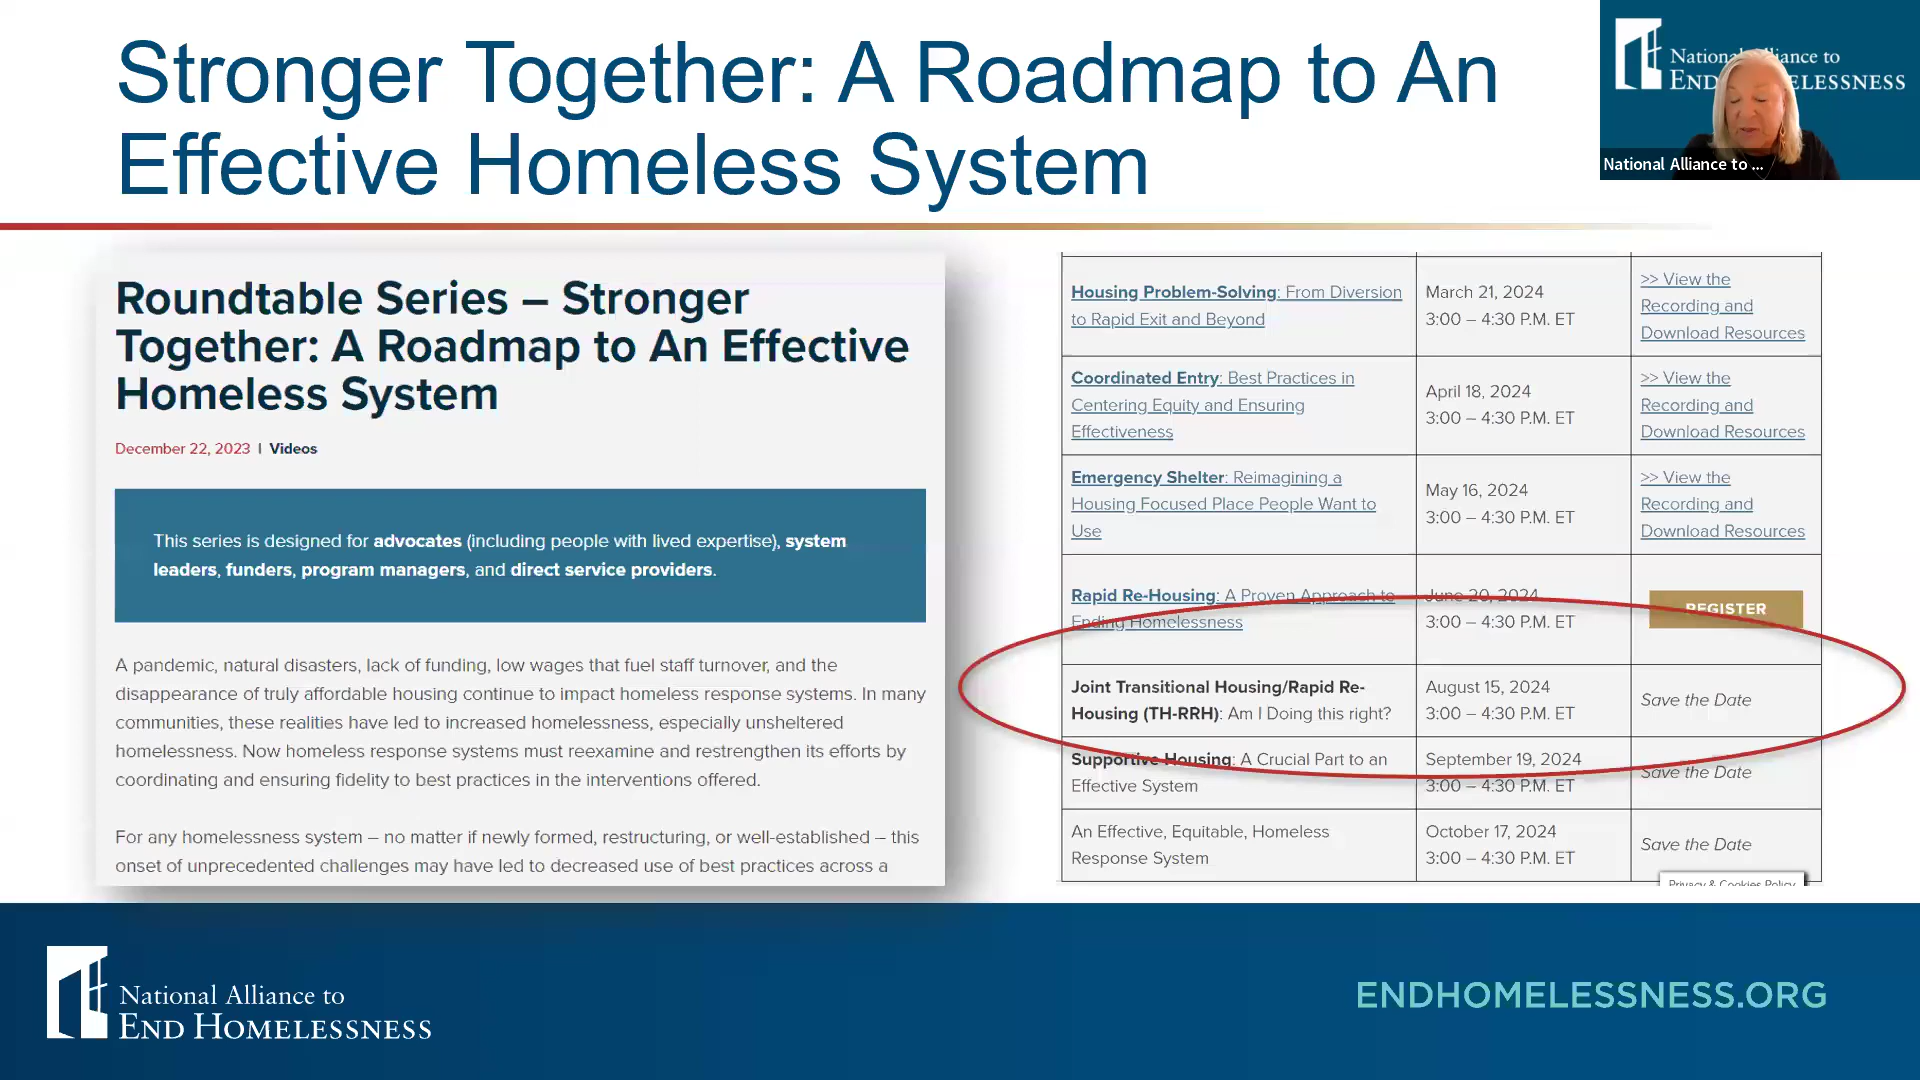 Stronger Together: A Roadmap to An
Effective Homeless System
National Alliance to
END HOMELESSNESS
National Alliance to ...
Roundtable Series – Stronger
Together: A Roadmap to An Effective
Homeless System
December 22, 2023 | Videos
This series is designed for advocates (including people with lived expertise), system
leaders, funders, program managers, and direct service providers.
A pandemic, natural disasters, lack of funding, low wages that fuel staff turnover, and the
disappearance of truly affordable housing continue to impact homeless response systems. In many
communities, these realities have led to increased homelessness, especially unsheltered
homelessness. Now homeless response systems must reexamine and restrengthen its efforts by
coordinating and ensuring fidelity to best practices in the interventions offered.
For any homelessness system – no matter if newly formed, restructuring, or well-established – this
onset of unprecedented challenges may have led to decreased use of best practices across a
Housing Problem-Solving: From Diversion
to Rapid Exit and Beyond
March 21, 2024
3:00 – 4:30 P.M. ET
>> View the
Recording and
Download Resources
Coordinated Entry: Best Practices in
Centering Equity and Ensuring
Effectiveness
April 18, 2024
3:00 – 4:30 P.M. ET
>> View the
Recording and
Download Resources
Emergency Shelter: Reimagining a
Housing Focused Place People Want to
Use
May 16, 2024
3:00 – 4:30 P.M. ET
>> View the
Recording and
Download Resources
Rapid Re-Housing: A Proven Approach to
Ending Homelessness
June 20, 2024
3:00 – 4:30 P.M. ET
REGISTER
Joint Transitional Housing/Rapid Re-
Housing (TH-RRH): Am I Doing this right?
August 15, 2024
3:00 – 4:30 P.M. ET
Save the Date
Supportive Housing: A Crucial Part to an
Effective System
September 19, 2024
3:00 – 4:30 P.M. ET
Save the Date
An Effective, Equitable, Homeless
Response System
October 17, 2024
3:00 – 4:30 P.M. ET
Save the Date
Privacy & Cookies Policy
National Alliance to
END HOMELESSNESS
ENDHOMELESSNESS.ORG